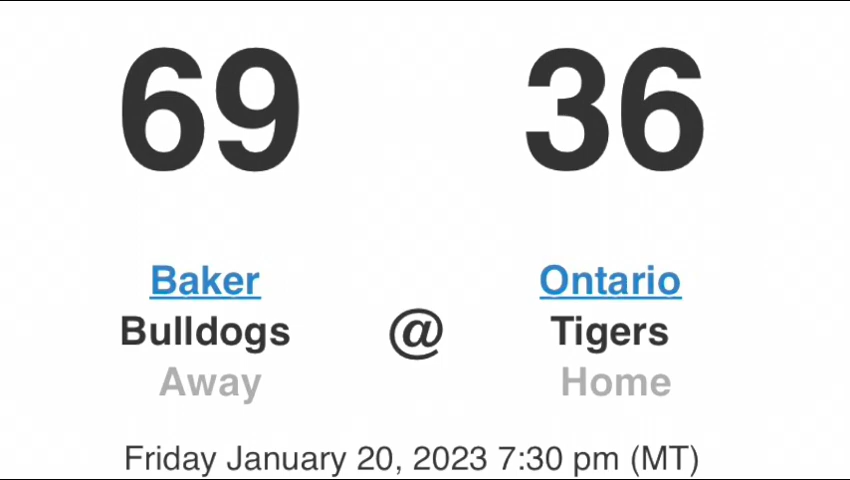 69 36
Baker Ontario
Bulldogs @ Tigers
Away Home
Friday January 20, 2023 7:30 pm (MT)